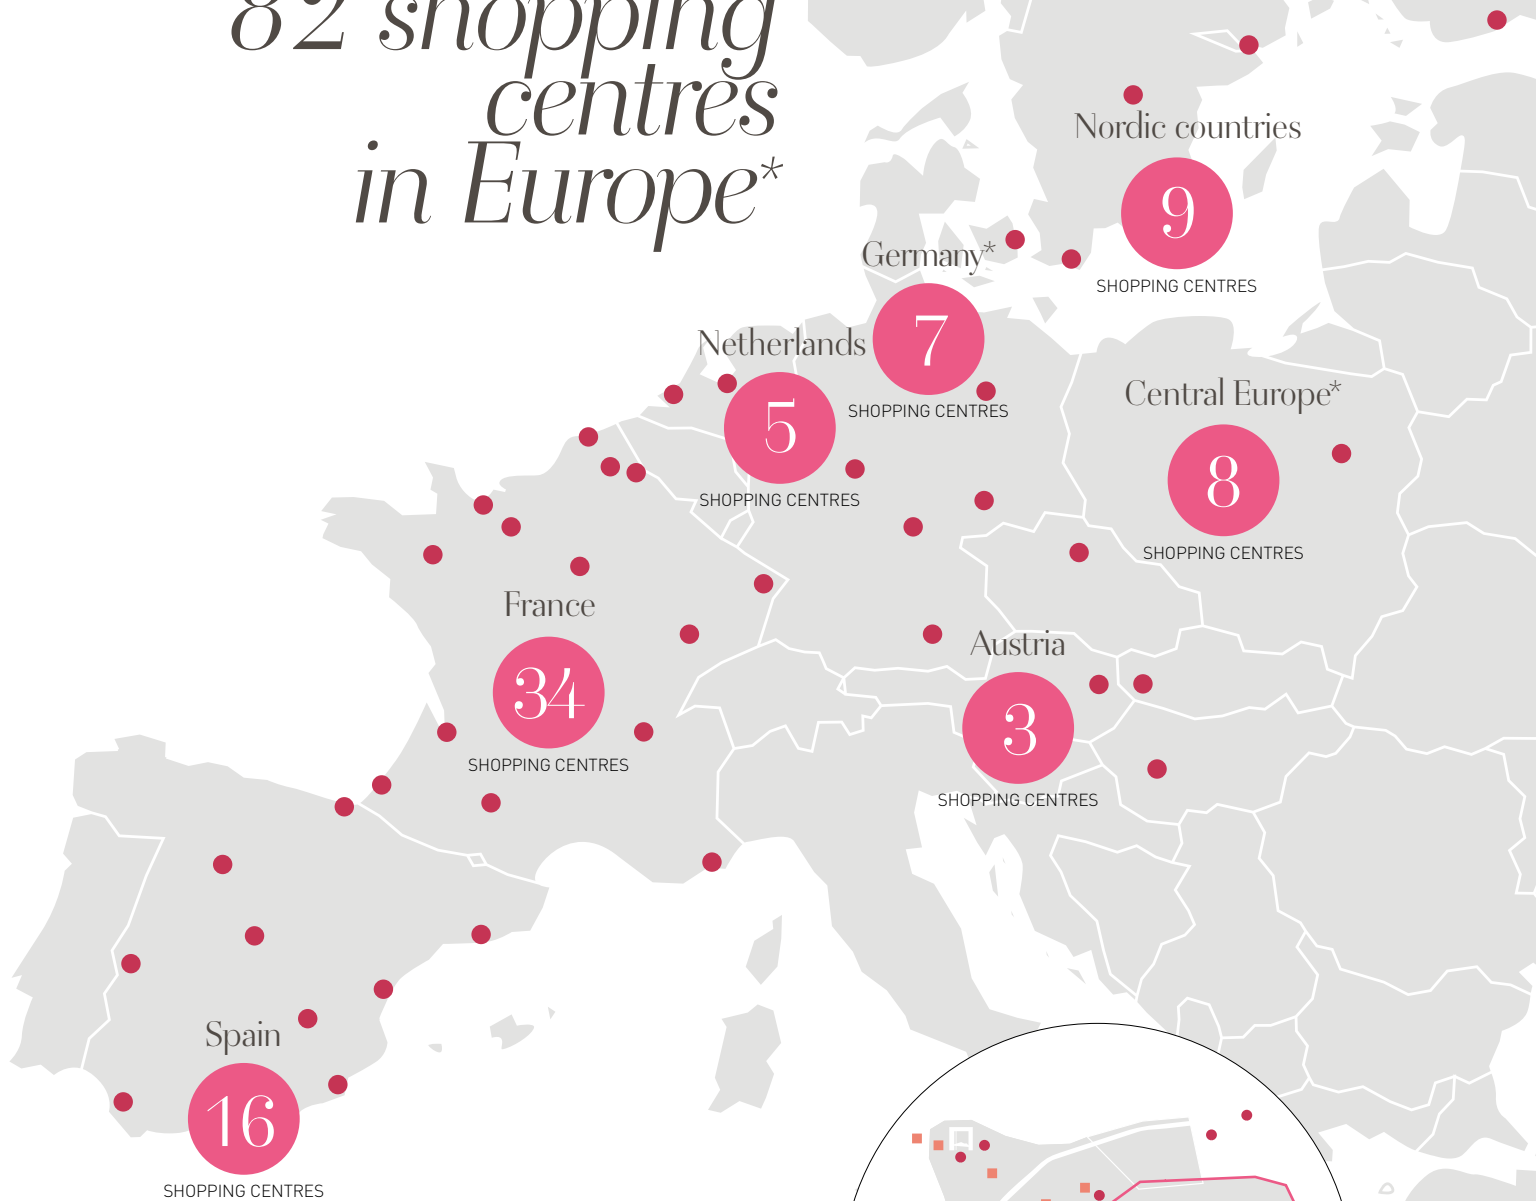 82 shopping
centres
in Europe*
Nordic countries
9
SHOPPING CENTRES
Germany*
7
SHOPPING CENTRES
Netherlands
5
SHOPPING CENTRES
Central Europe*
8
SHOPPING CENTRES
France
34
SHOPPING CENTRES
Austria
3
SHOPPING CENTRES
Spain
16
SHOPPING CENTRES